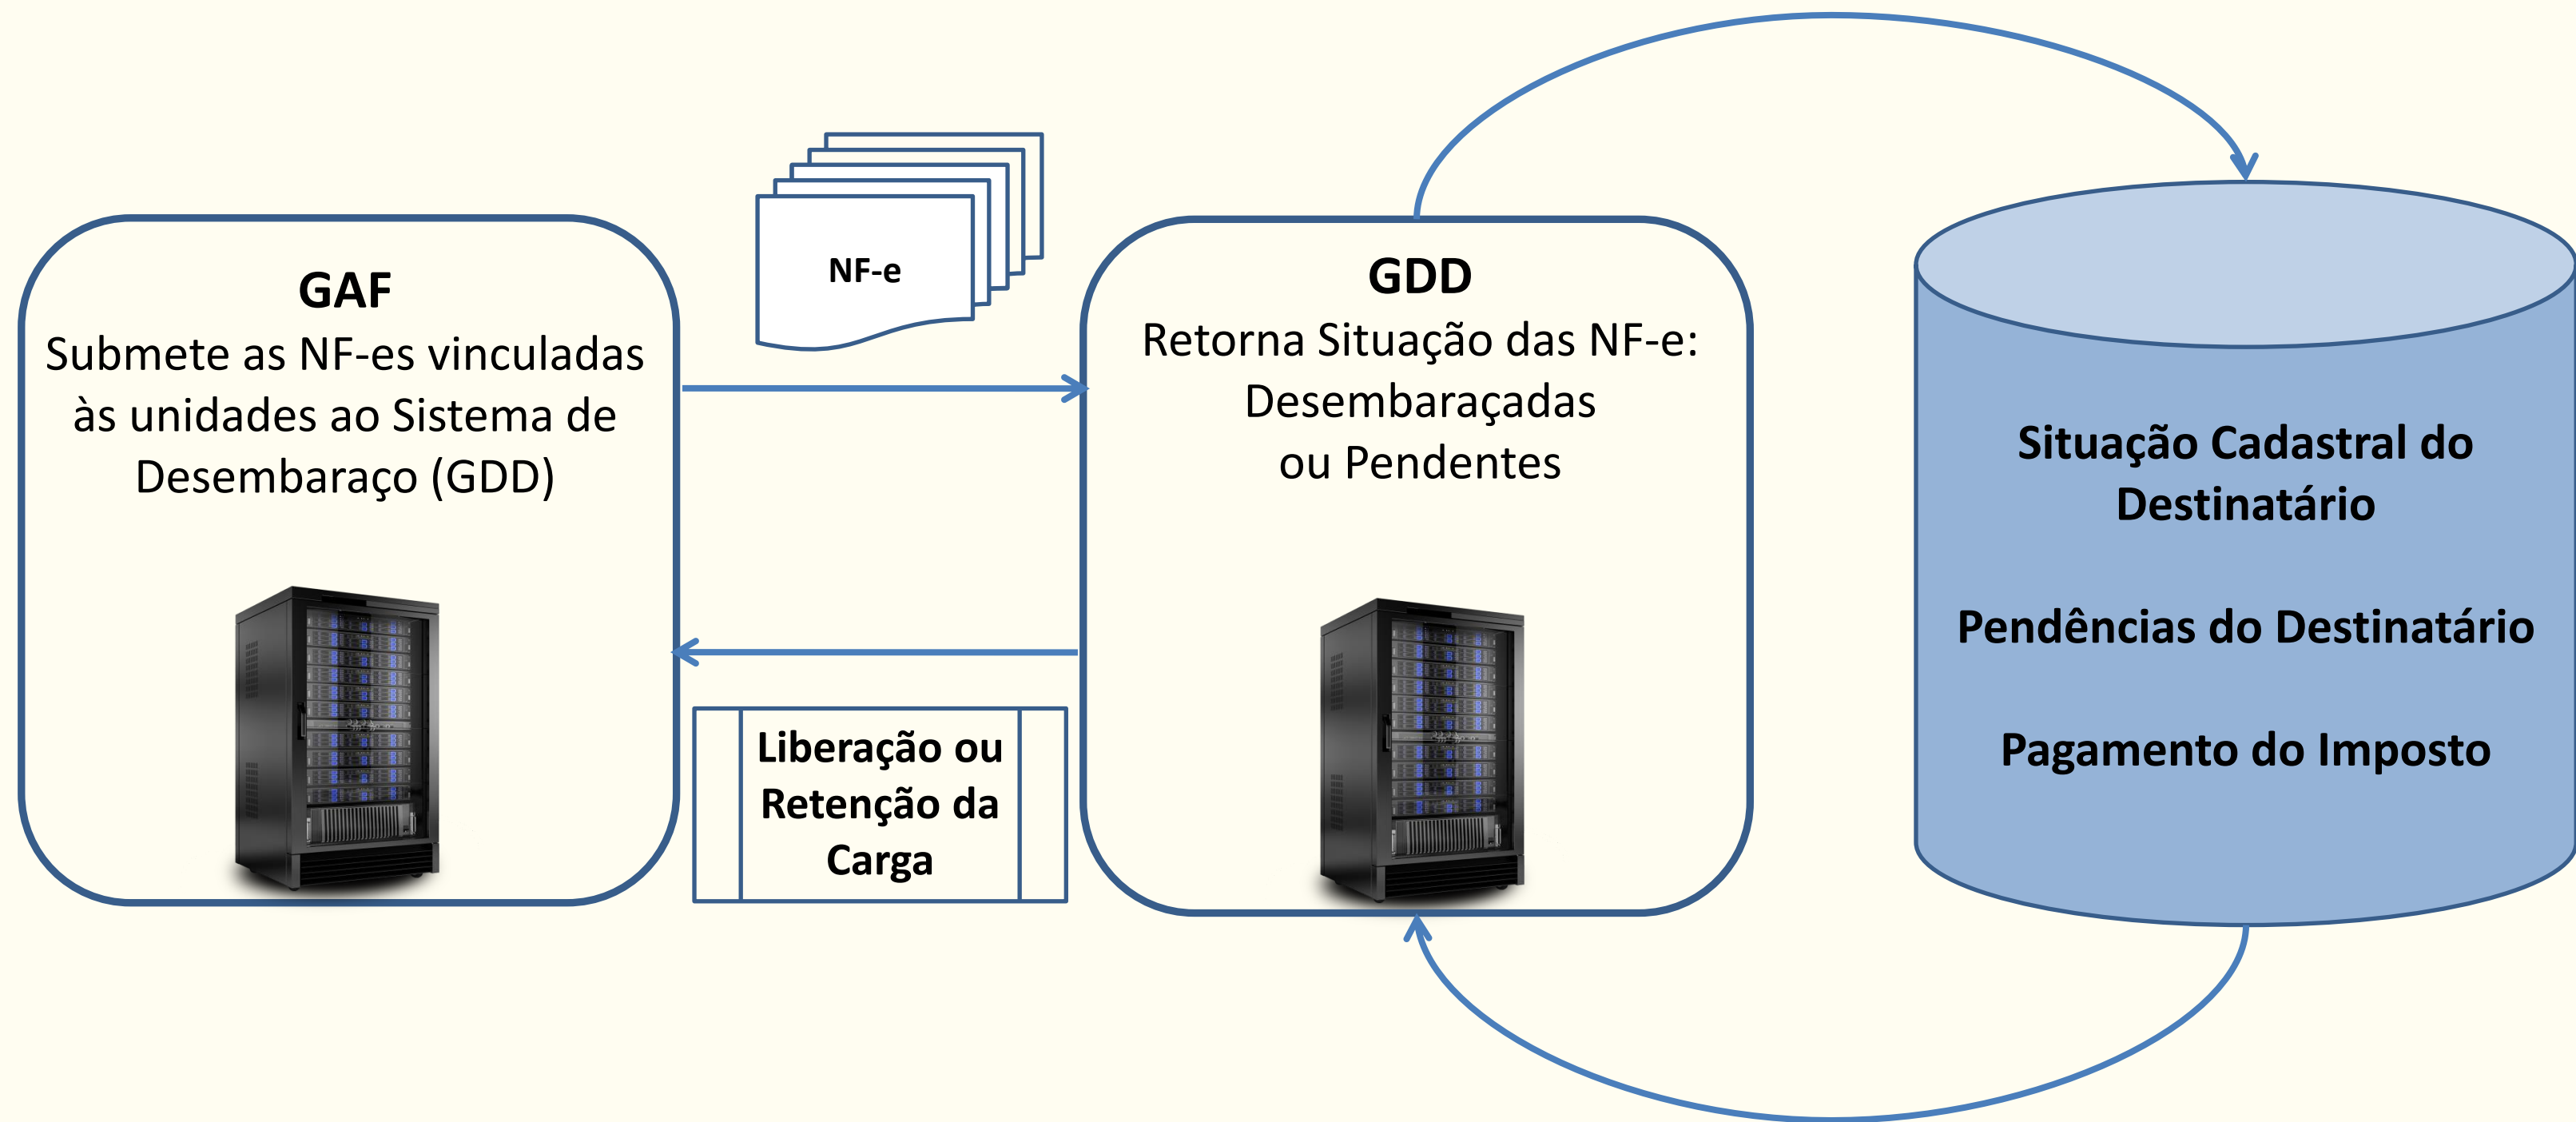 GAF
Submete as NF-es vinculadas
às unidades ao Sistema de
Desembaraço (GDD)
NF-e
Liberação ou
Retenção da
Carga
GDD
Retorna Situação das NF-e:
Desembaraçadas
ou Pendentes
Situação Cadastral do
Destinatário
Pendências do Destinatário
Pagamento do Imposto